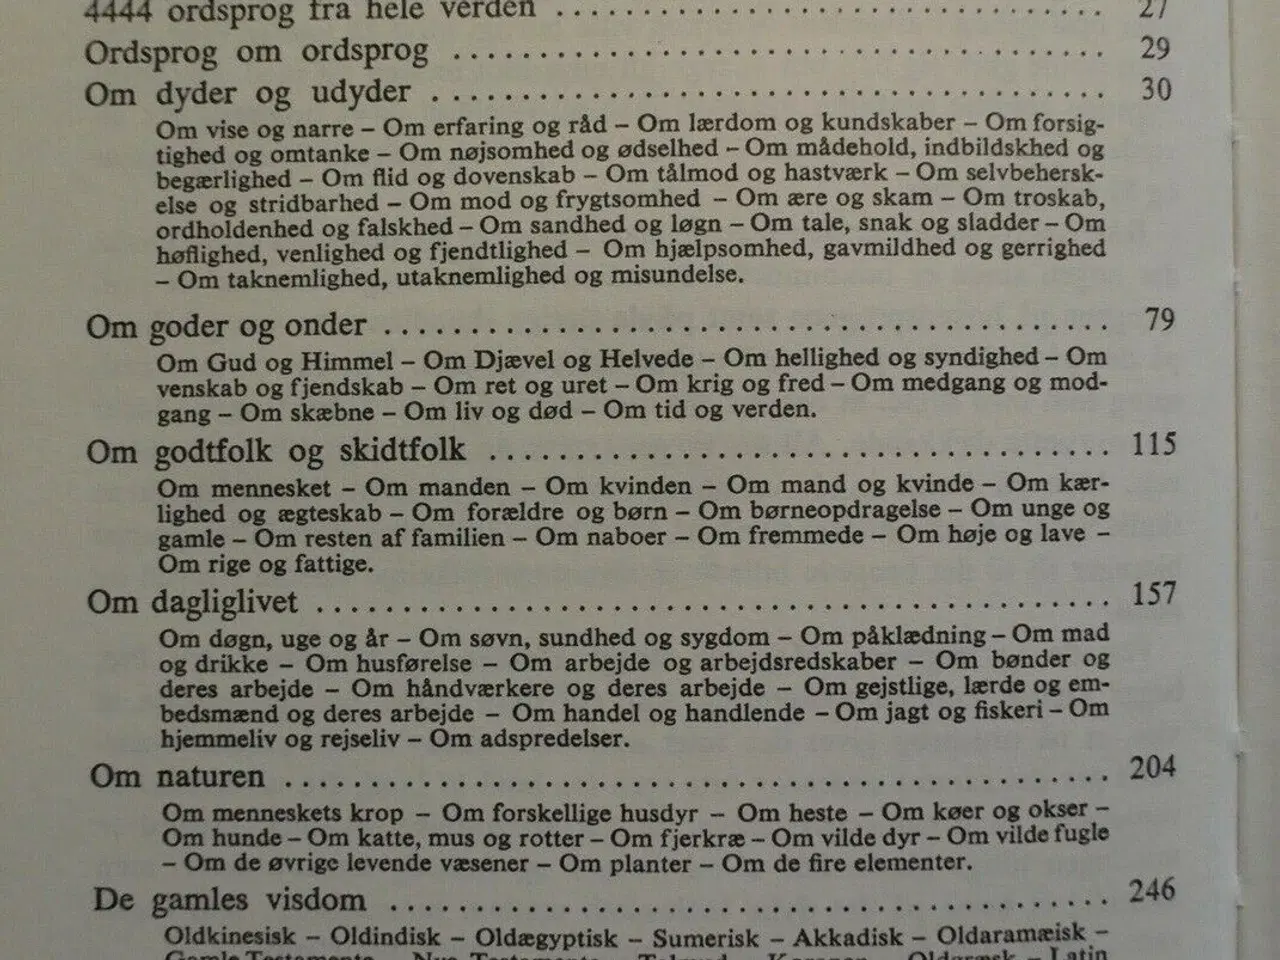 4444 ordsprog fra hele verden . . . . . . . . . . . . . . . . . . . . . . . . . . . . . . . 27
Ordsprog om ordsprog . . . . . . . . . . . . . . . . . . . . . . . . . . . . . . . . . . . . . 29
Om dyder og udyder . . . . . . . . . . . . . . . . . . . . . . . . . . . . . . . . . . . . . . 30
Om vise og narre – Om erfaring og råd – Om lærdom og kundskaber – Om forsig-
tighed og omtanke – Om nøjsomhed og ødselhed – Om mådehold, indbildskhed og
begærlighed – Om flid og dovenskab – Om tålmod og hastværk – Om selvbehersk-
else og stridbarhed – Om mod og frygtsomhed – Om ære og skam – Om troskab,
ordholdenhed og falskhed – Om sandhed og løgn – Om tale, snak og sladder – Om
høflighed, venlighed og fjendtlighed – Om hjælpsomhed, gavmildhed og gerrighed
– Om taknemlighed, utaknemlighed og misundelse.
Om goder og onder . . . . . . . . . . . . . . . . . . . . . . . . . . . . . . . . . . . . . . . . 79
Om Gud og Himmel – Om Djævel og Helvede – Om hellighed og syndighed – Om
venskab og fjendskab – Om ret og uret – Om krig og fred – Om medgang og mod-
gang – Om skæbne – Om liv og død – Om tid og verden.
Om godtfolk og skidtfolk . . . . . . . . . . . . . . . . . . . . . . . . . . . . . . . . . . . 115
Om mennesket – Om manden – Om kvinden – Om mand og kvinde – Om kær-
lighed og ægteskab – Om forældre og børn – Om børneopdragelse – Om unge og
gamle – Om resten af familien – Om naboer – Om fremmede – Om høje og lave –
Om rige og fattige.
Om dagliglivet . . . . . . . . . . . . . . . . . . . . . . . . . . . . . . . . . . . . . . . . . . . . 157
Om døgn, uge og år – Om søvn, sundhed og sygdom – Om påklædning – Om mad
og drikke – Om husførelse – Om arbejde og arbejdsredskaber – Om bønder og
deres arbejde – Om håndværkere og deres arbejde – Om gejstlige, lærde og em-
bedsmænd og deres arbejde – Om handel og handlende – Om jagt og fiskeri – Om
hjemmeliv og rejseliv – Om adspredelser.
Om naturen . . . . . . . . . . . . . . . . . . . . . . . . . . . . . . . . . . . . . . . . . . . . . . 204
Om menneskets krop – Om forskellige husdyr – Om heste – Om køer og okser –
Om hunde – Om katte, mus og rotter – Om fjerkræ – Om vilde dyr – Om vilde fugle
– Om de øvrige levende væsener – Om planter – Om de fire elementer.
De gamles visdom . . . . . . . . . . . . . . . . . . . . . . . . . . . . . . . . . . . . . . . . 246
Oldkinesisk – Oldindisk – Oldægyptisk – Sumerisk – Akkadisk – Oldaramæisk –
Gamle Testamente – Nye Testamente – Talmud – Koranen – Oldgræsk – Latin